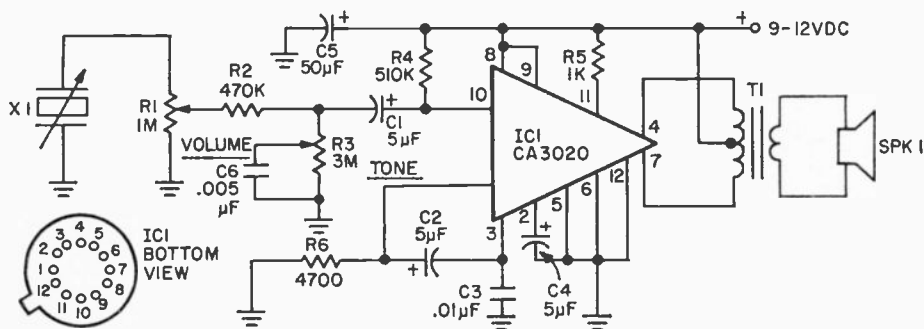 C5
50µF
+
R4
510K
8
9
R5
1K
11
+
9-12VDC
X1
R1
1M
R2
470K
10
C1
5µF
+
IC1
CA3020
4
7
T1
SPK 1
VOLUME
C6
.005
µF
R3
3M
TONE
12
6
5
2
3
IC1
BOTTOM
VIEW
1
2
3
4
5
6
7
8
9
10
11
12
R6
4700
C2
5µF
+
C3
.01µF
+
C4
5µF